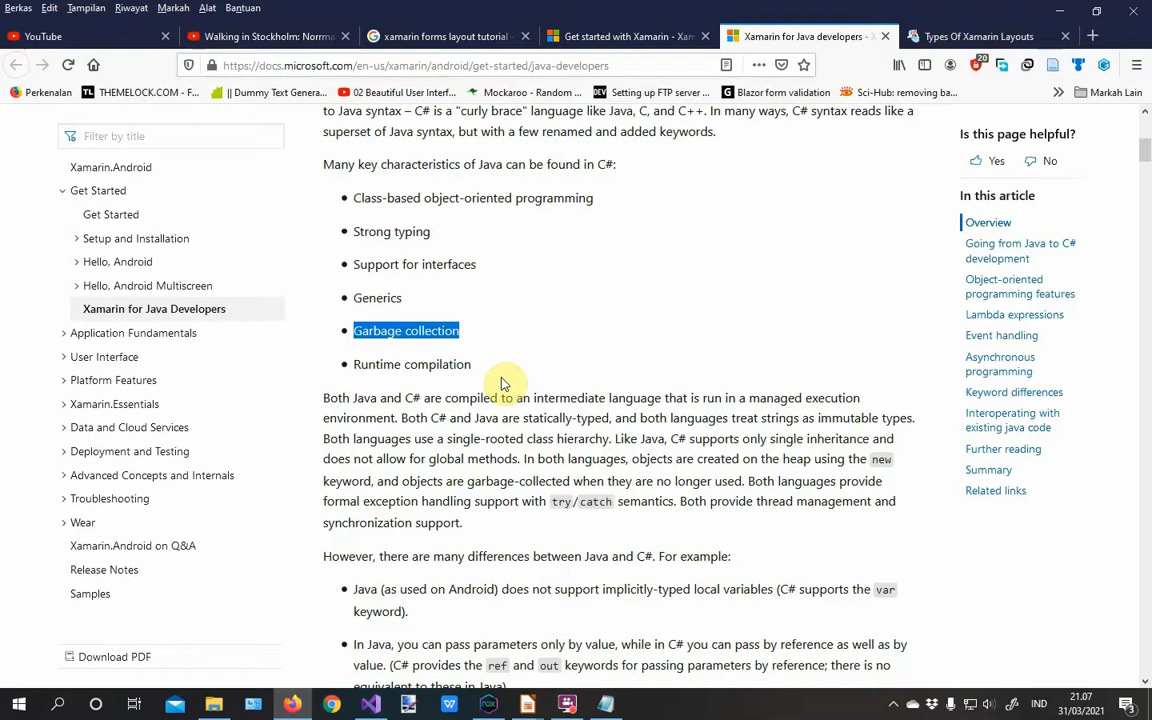 Berkas Edit Tampilan Riwayat Markah Alat Bantuan
YouTube
Walking in Stockholm: Norrma
xamarin forms layout tutorial -
Get started with Xamarin - Xam
Xamarin for Java developers - X
Types Of Xamarin Layouts
https://docs.microsoft.com/en-us/xamarin/android/get-started/java-developers
20
Perkenalan
TL THEMELOCK.COM - F...
|| Dummy Text Genera...
02 Beautiful User Interf...
Mockaroo - Random ...
DEV Setting up FTP server ...
Blazor form validation
Sci-Hub: removing bar...
Markah Lain
Filter by title
Xamarin.Android
Get Started
Get Started
Setup and Installation
Hello, Android
Hello, Android Multiscreen
Xamarin for Java Developers
Application Fundamentals
User Interface
Platform Features
Xamarin.Essentials
Data and Cloud Services
Deployment and Testing
Advanced Concepts and Internals
Troubleshooting
Wear
Xamarin.Android on Q&A
Release Notes
Samples
Download PDF
to Java syntax – C# is a "curly brace" language like Java, C, and C++. In many ways, C# syntax reads like a
superset of Java syntax, but with a few renamed and added keywords.
Many key characteristics of Java can be found in C#:
• Class-based object-oriented programming
• Strong typing
• Support for interfaces
• Generics
• Garbage collection
• Runtime compilation
Both Java and C# are compiled to an intermediate language that is run in a managed execution
environment. Both C# and Java are statically-typed, and both languages treat strings as immutable types.
Both languages use a single-rooted class hierarchy. Like Java, C# supports only single inheritance and
does not allow for global methods. In both languages, objects are created on the heap using the new
keyword, and objects are garbage-collected when they are no longer used. Both languages provide
formal exception handling support with try/catch semantics. Both provide thread management and
synchronization support.
However, there are many differences between Java and C#. For example:
• Java (as used on Android) does not support implicitly-typed local variables (C# supports the var
keyword).
• In Java, you can pass parameters only by value, while in C# you can pass by reference as well as by
value. (C# provides the ref and out keywords for passing parameters by reference; there is no
equivalent to these in Java).
Is this page helpful?
Yes No
In this article
Overview
Going from Java to C#
development
Object-oriented
programming features
Lambda expressions
Event handling
Asynchronous
programming
Keyword differences
Interoperating with
existing java code
Further reading
Summary
Related links
IND
21.07
31/03/2021
3